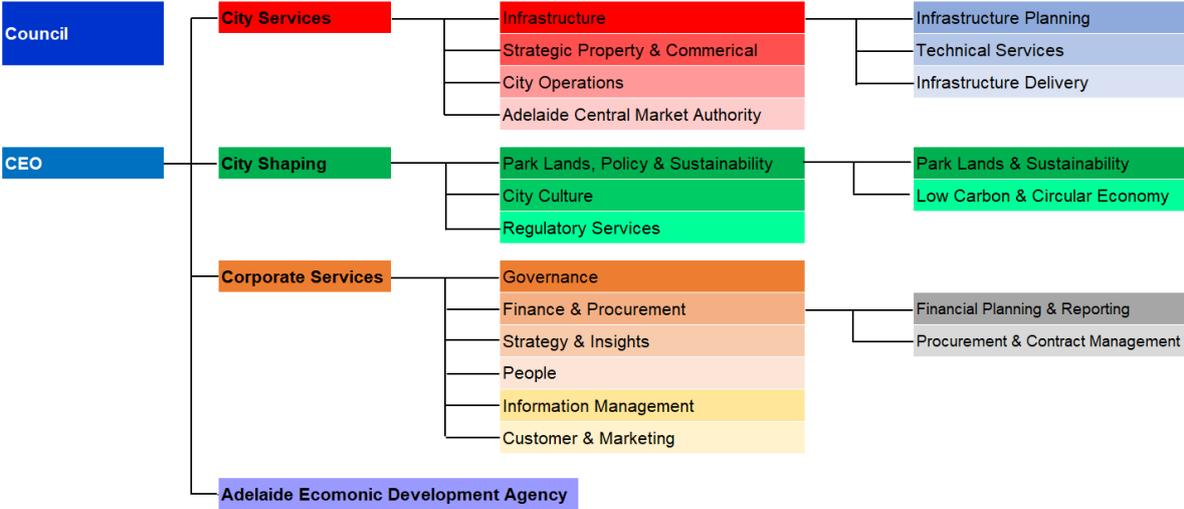 Council
CEO
City Services
Infrastructure
Strategic Property & Commerical
City Operations
Adelaide Central Market Authority
Infrastructure Planning
Technical Services
Infrastructure Delivery
City Shaping
Park Lands, Policy & Sustainability
City Culture
Regulatory Services
Park Lands & Sustainability
Low Carbon & Circular Economy
Corporate Services
Governance
Finance & Procurement
Strategy & Insights
People
Information Management
Customer & Marketing
Financial Planning & Reporting
Procurement & Contract Management
Adelaide Ecomonic Development Agency